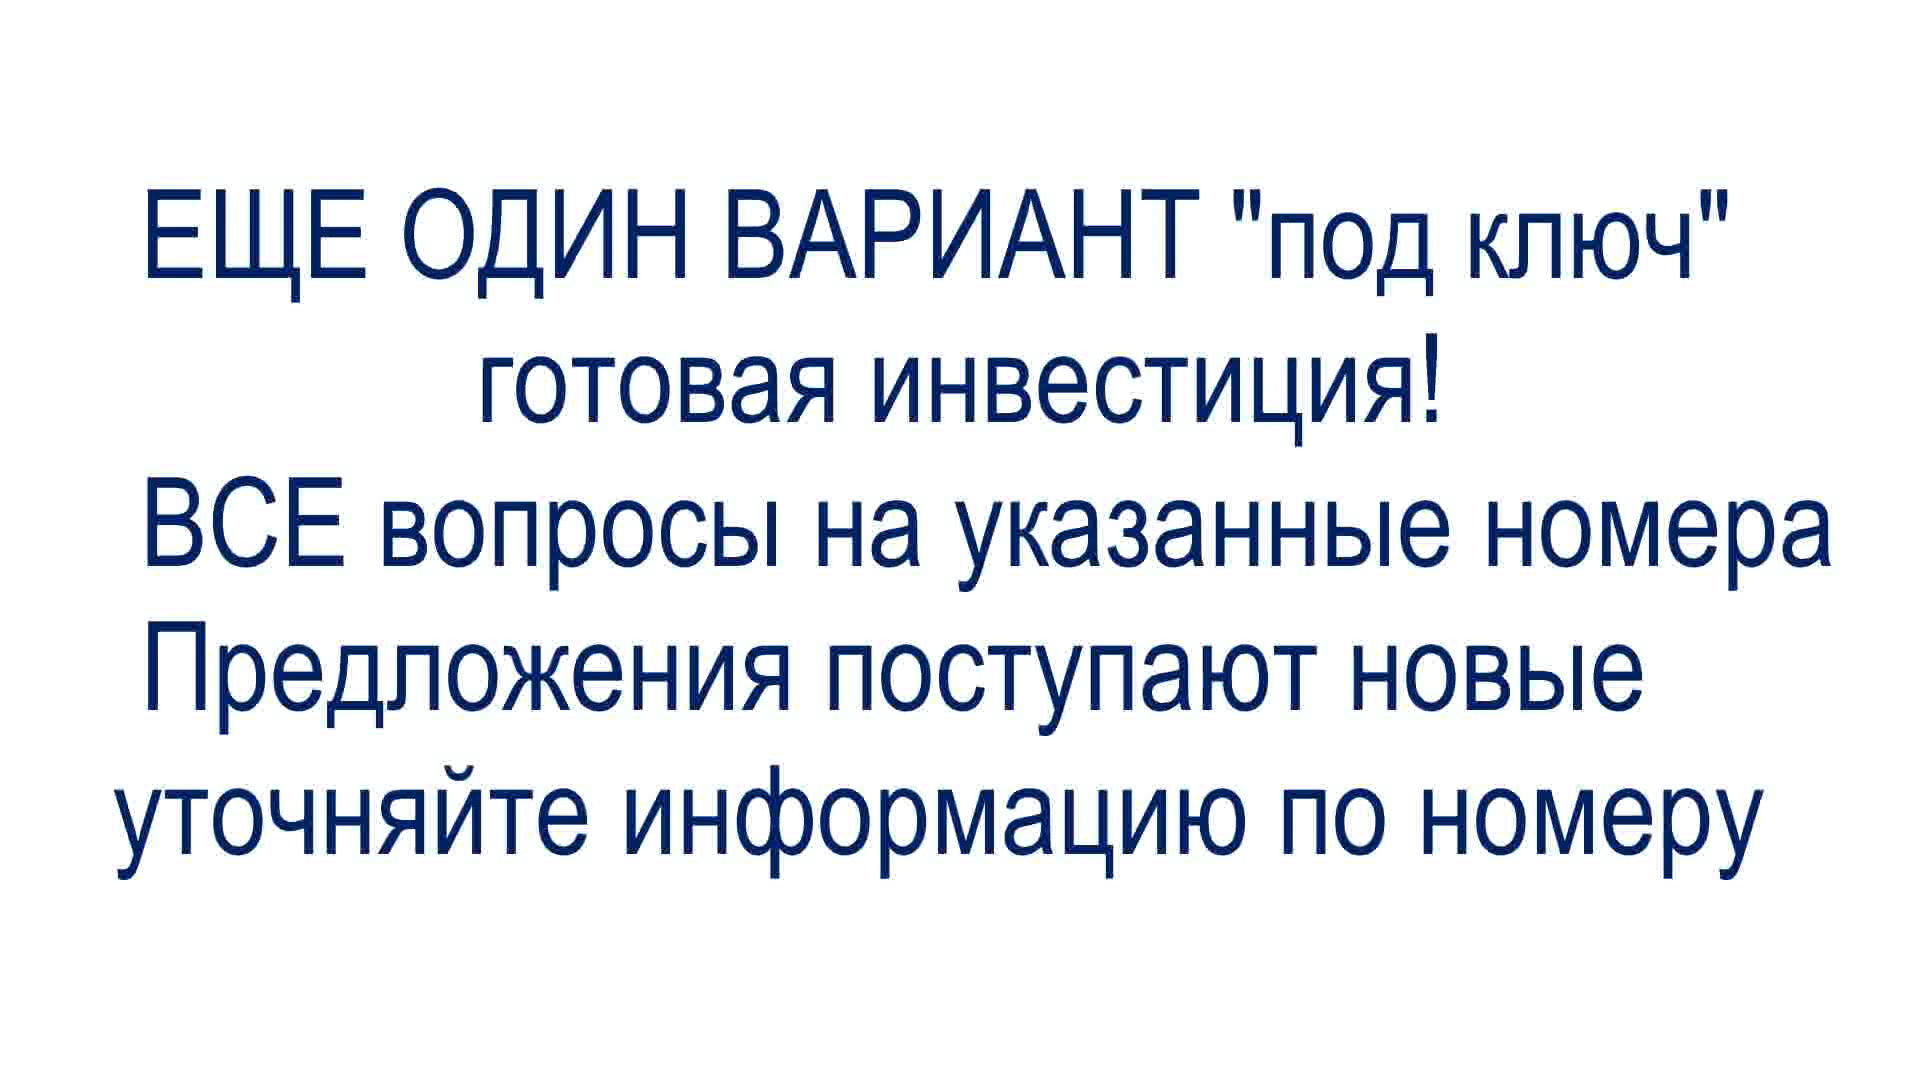 ЕЩЕ ОДИН ВАРИАНТ "под ключ"
готовая инвестиция!
ВСЕ вопросы на указанные номера
Предложения поступают новые
уточняйте информацию по номеру